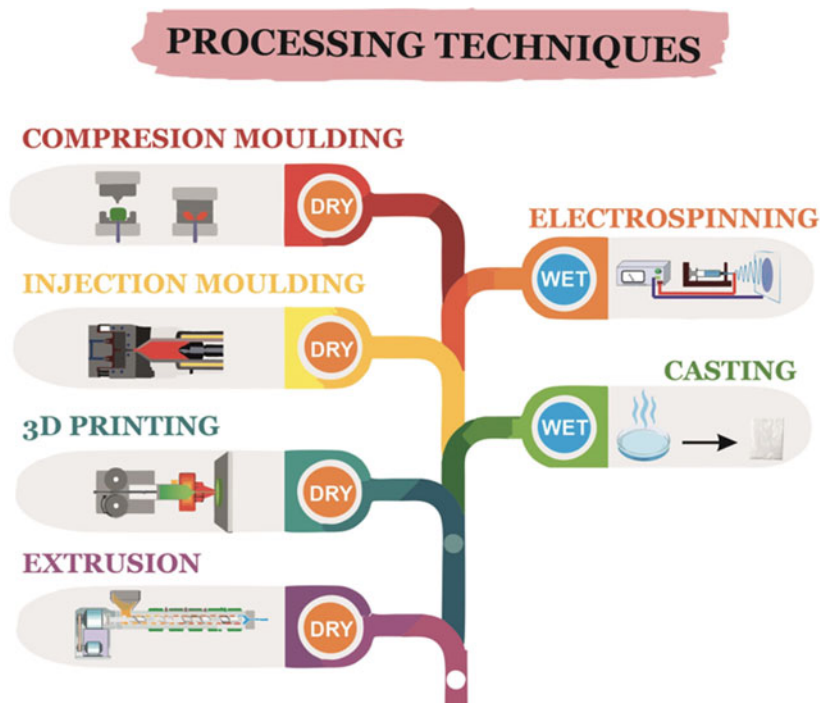 PROCESSING TECHNIQUES
COMPRESION MOULDING
DRY
ELECTROSPINNING
WET
INJECTION MOULDING
DRY
CASTING
WET
3D PRINTING
DRY
EXTRUSION
DRY